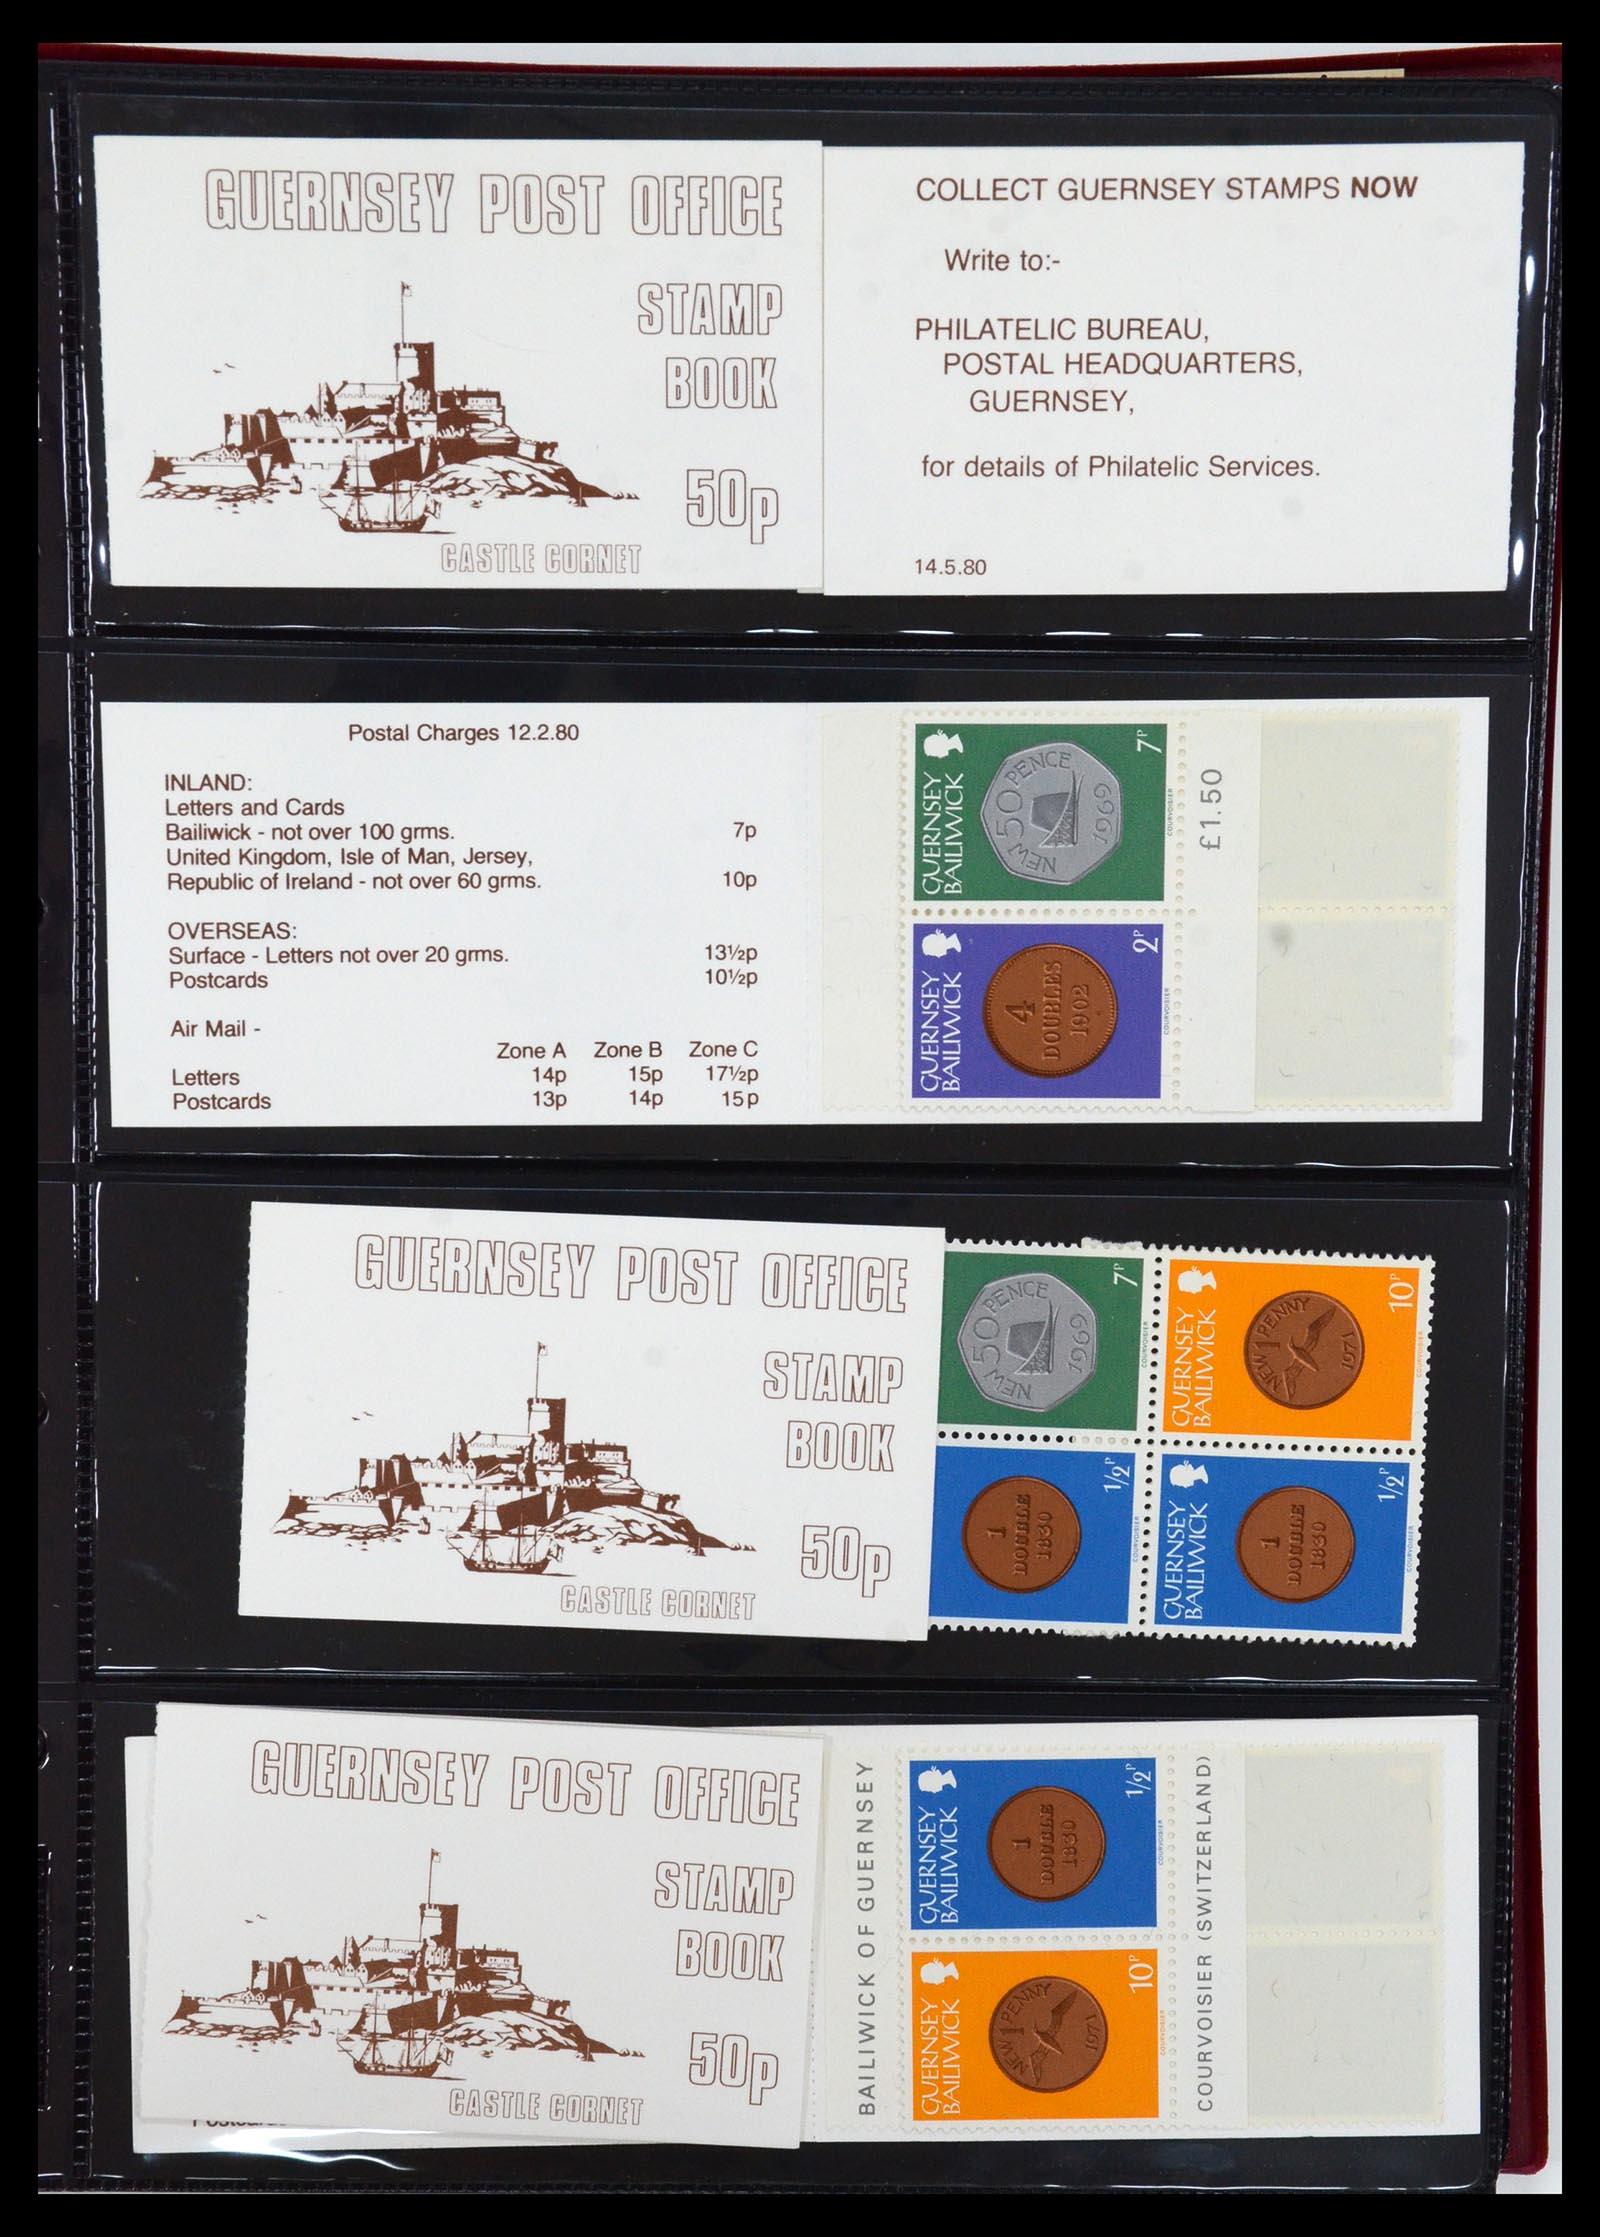 GUERNSEY POST OFFICE
STAMP
BOOK
50p
CASTLE CORNET
COLLECT GUERNSEY STAMPS NOW
Write to:-
PHILATELIC BUREAU,
POSTAL HEADQUARTERS,
GUERNSEY,
for details of Philatelic Services.
14.5.80
Postal Charges 12.2.80
INLAND:
Letters and Cards
Bailiwick - not over 100 grms. 7p
United Kingdom, Isle of Man, Jersey,
Republic of Ireland - not over 60 grms. 10p
OVERSEAS:
Surface - Letters not over 20 grms. 13½p
Postcards 10½p
Air Mail -
Zone A Zone B Zone C
Letters 14p 15p 17½p
Postcards 13p 14p 15p
GUERNSEY
BAILIWICK
NEW 50 PENCE
1969
7P
COURVOISIER
£1.50
GUERNSEY
BAILIWICK
4
DOUBLES
1902
2P
COURVOISIER
GUERNSEY POST OFFICE
STAMP
BOOK
50p
CASTLE CORNET
NEW 50 PENCE
1969
7P
COURVOISIER
GUERNSEY
BAILIWICK
NEW 1 PENNY
1971
10P
COURVOISIER
1
DOUBLE
1830
1/2P
COURVOISIER
GUERNSEY
BAILIWICK
1
DOUBLE
1830
1/2P
COURVOISIER
GUERNSEY POST OFFICE
STAMP
BOOK
50p
CASTLE CORNET
Postcards
BAILIWICK OF GUERNSEY
GUERNSEY
BAILIWICK
1
DOUBLE
1830
1/2P
COURVOISIER
GUERNSEY
BAILIWICK
NEW 1 PENNY
1971
10P
COURVOISIER
COURVOISIER (SWITZERLAND)